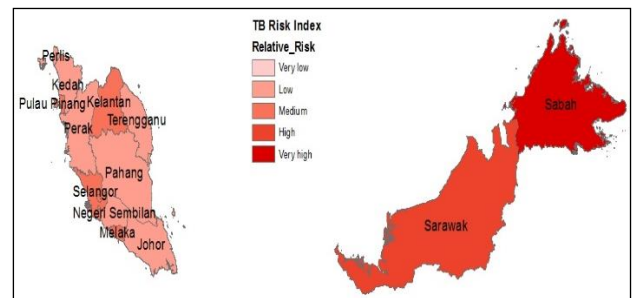 TB Risk Index
Relative_Risk
Very low
Low
Medium
High
Very high
Perlis
Kedah
Pulau Pinang
Kelantan
Terengganu
Perak
Pahang
Selangor
Negeri Sembilan
Melaka
Johor
Sabah
Sarawak